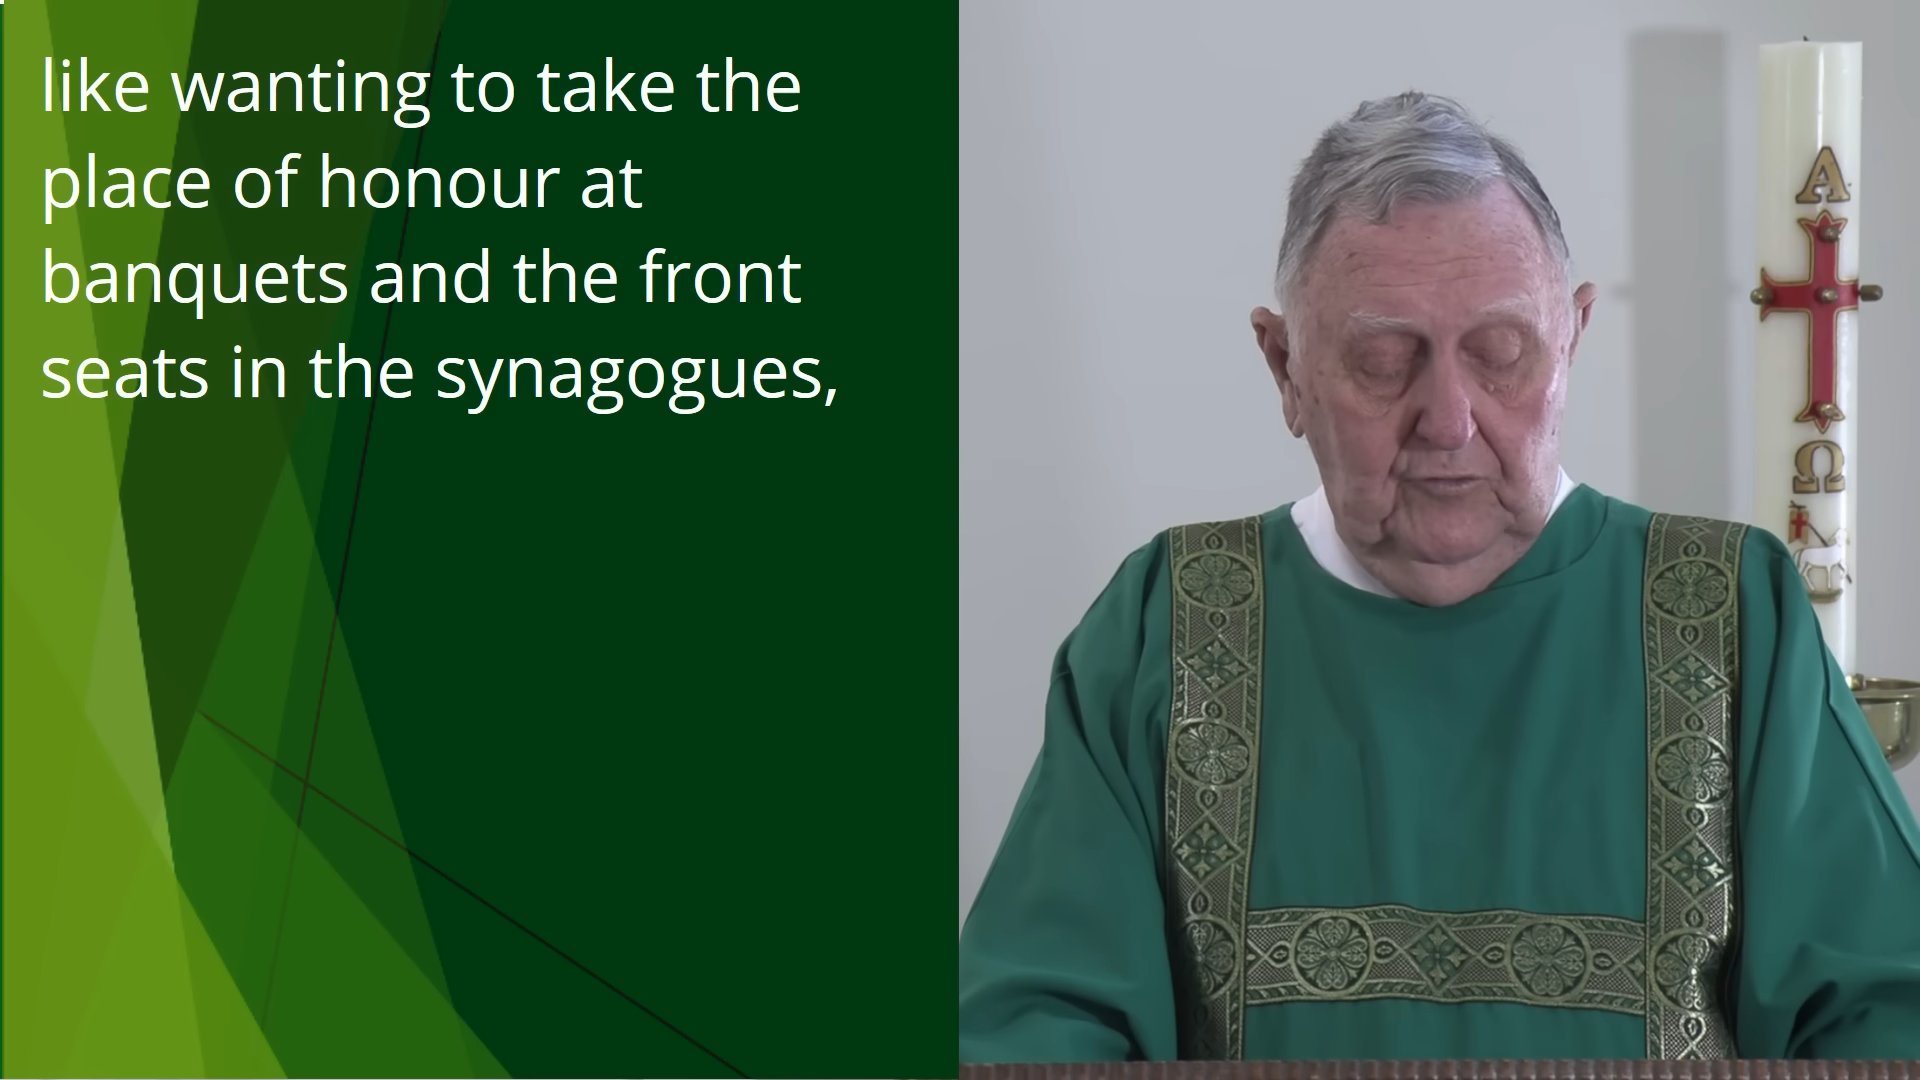 like wanting to take the
place of honour at
banquets and the front
seats in the synagogues,
Α
Ω